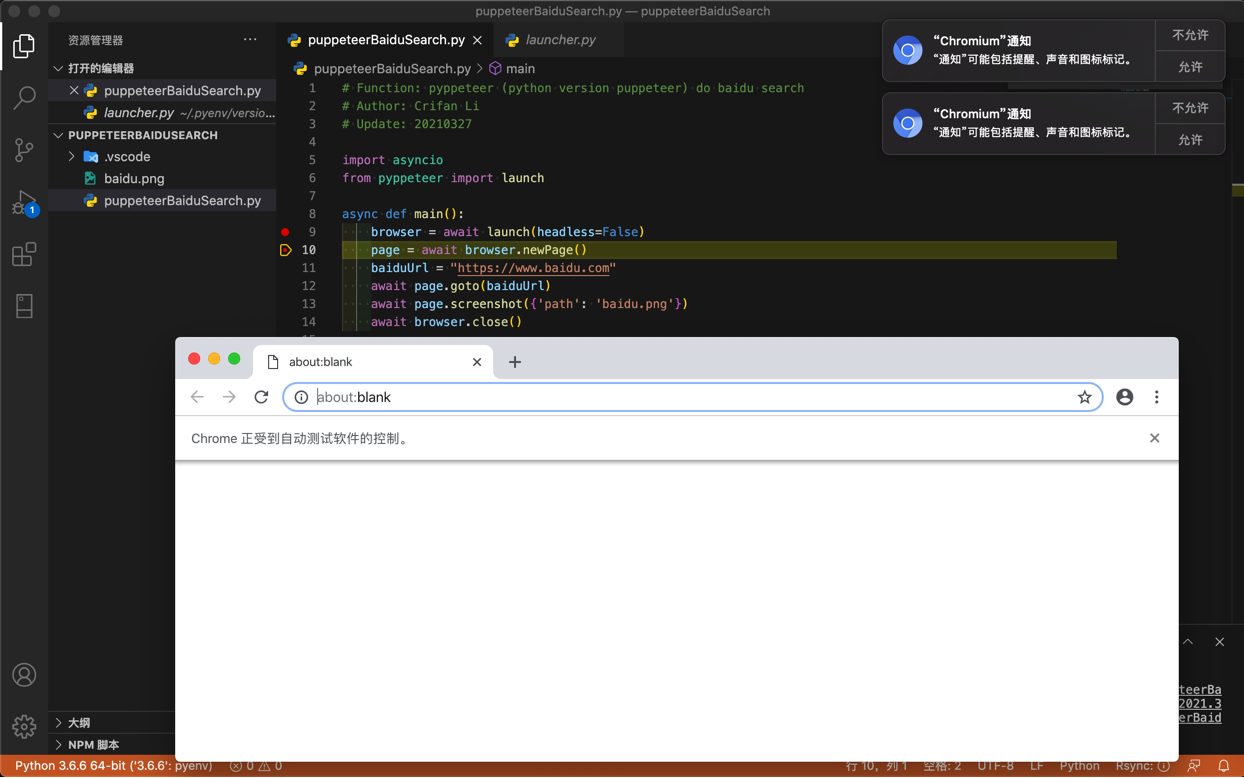 puppeteerBaiduSearch.py — puppeteerBaiduSearch
资源管理器
···
打开的编辑器
puppeteerBaiduSearch.py
launcher.py ~/.pyenv/versio...
PUPPETEERBAIDUSEARCH
.vscode
baidu.png
puppeteerBaiduSearch.py
1
大纲
NPM 脚本
puppeteerBaiduSearch.py
launcher.py
puppeteerBaiduSearch.py > main
1 # Function: pyppeteer (python version puppeteer) do baidu search
2 # Author: Crifan Li
3 # Update: 20210327
4
5 import asyncio
6 from pyppeteer import launch
7
8 async def main():
9 browser = await launch(headless=False)
10 page = await browser.newPage()
11 baiduUrl = "https://www.baidu.com"
12 await page.goto(baiduUrl)
13 await page.screenshot({'path': 'baidu.png'})
14 await browser.close()
“Chromium”通知
“通知”可能包括提醒、声音和图标标记。
不允许
允许
“Chromium”通知
“通知”可能包括提醒、声音和图标标记。
不允许
允许
about:blank
about:blank
Chrome 正受到自动测试软件的控制。
teerBa
2021.3
erBaid
Python 3.6.6 64-bit ('3.6.6': pyenv) 0 0 行 10，列 1 空格: 2 UTF-8 LF Python Rsync: